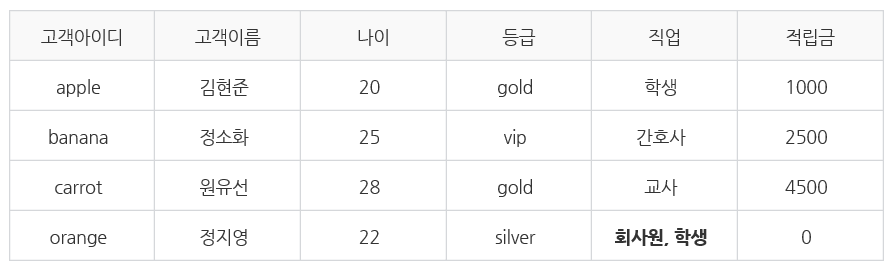 고객아이디 고객이름 나이 등급 직업 적립금
apple 김현준 20 gold 학생 1000
banana 정소화 25 vip 간호사 2500
carrot 원유선 28 gold 교사 4500
orange 정지영 22 silver 회사원, 학생 0